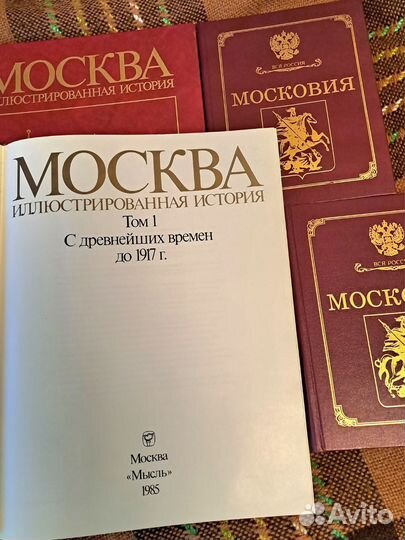 МОСКВА
ИЛЛЮСТРИРОВАННАЯ ИСТОРИЯ
ВСЯ РОССИЯ
МОСКОВИЯ
МОСКВА
ИЛЛЮСТРИРОВАННАЯ ИСТОРИЯ
Том 1
С древнейших времен
до 1917 г.
Москва
«Мысль»
1985
ВСЯ РОССИЯ
МОСКО
Avito